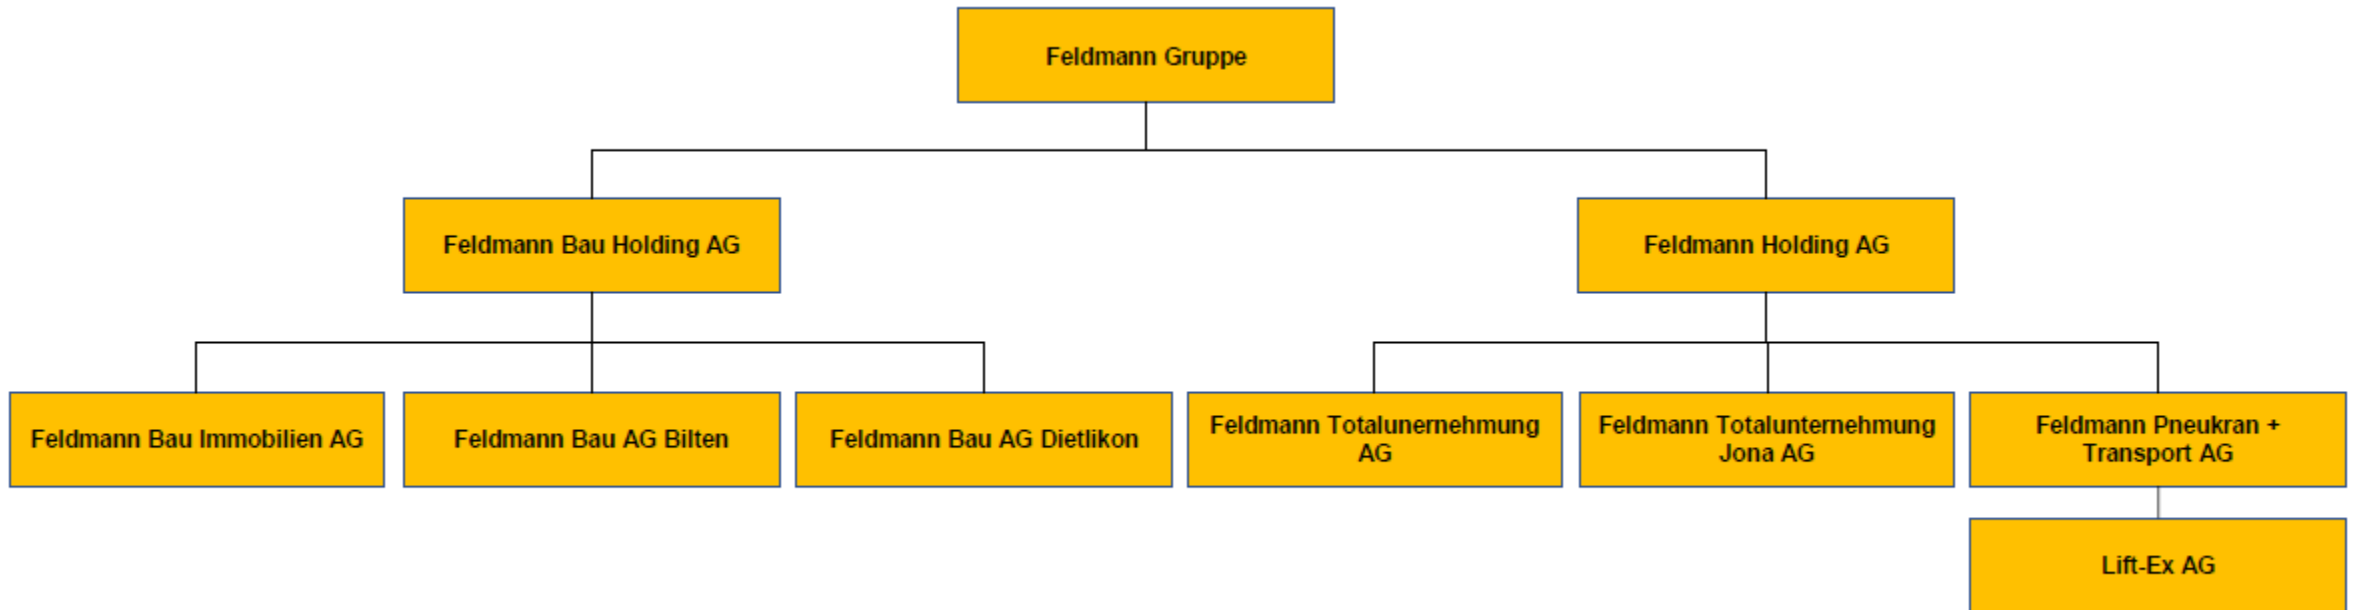 Feldmann Gruppe
Feldmann Bau Holding AG
Feldmann Holding AG
Feldmann Bau Immobilien AG
Feldmann Bau AG Bilten
Feldmann Bau AG Dietlikon
Feldmann Totalunernehmung
AG
Feldmann Totalunternehmung
Jona AG
Feldmann Pneukran +
Transport AG
Lift-Ex AG